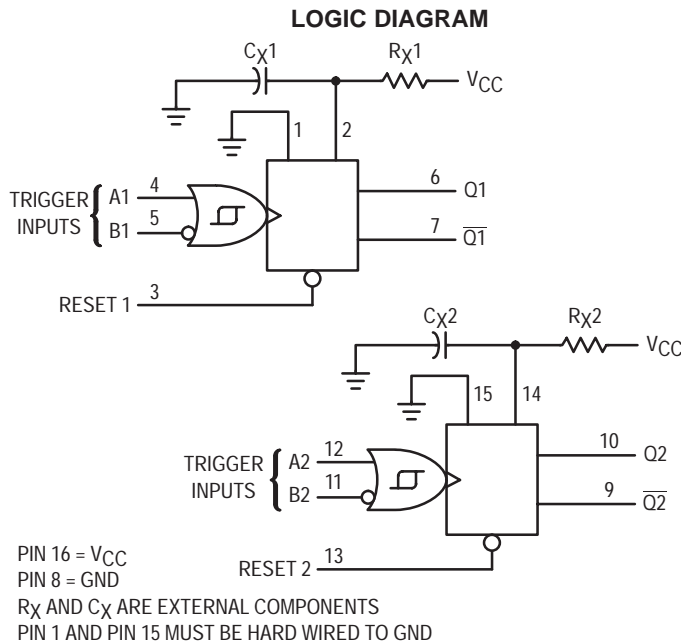 LOGIC DIAGRAM
CX1
RX1
VCC
1
2
TRIGGER
INPUTS
A1
4
B1
5
6
Q1
7
Q1
RESET 1
3
CX2
RX2
VCC
15
14
TRIGGER
INPUTS
A2
12
B2
11
10
Q2
9
Q2
RESET 2
13
PIN 16 = VCC
PIN 8 = GND
RX AND CX ARE EXTERNAL COMPONENTS
PIN 1 AND PIN 15 MUST BE HARD WIRED TO GND